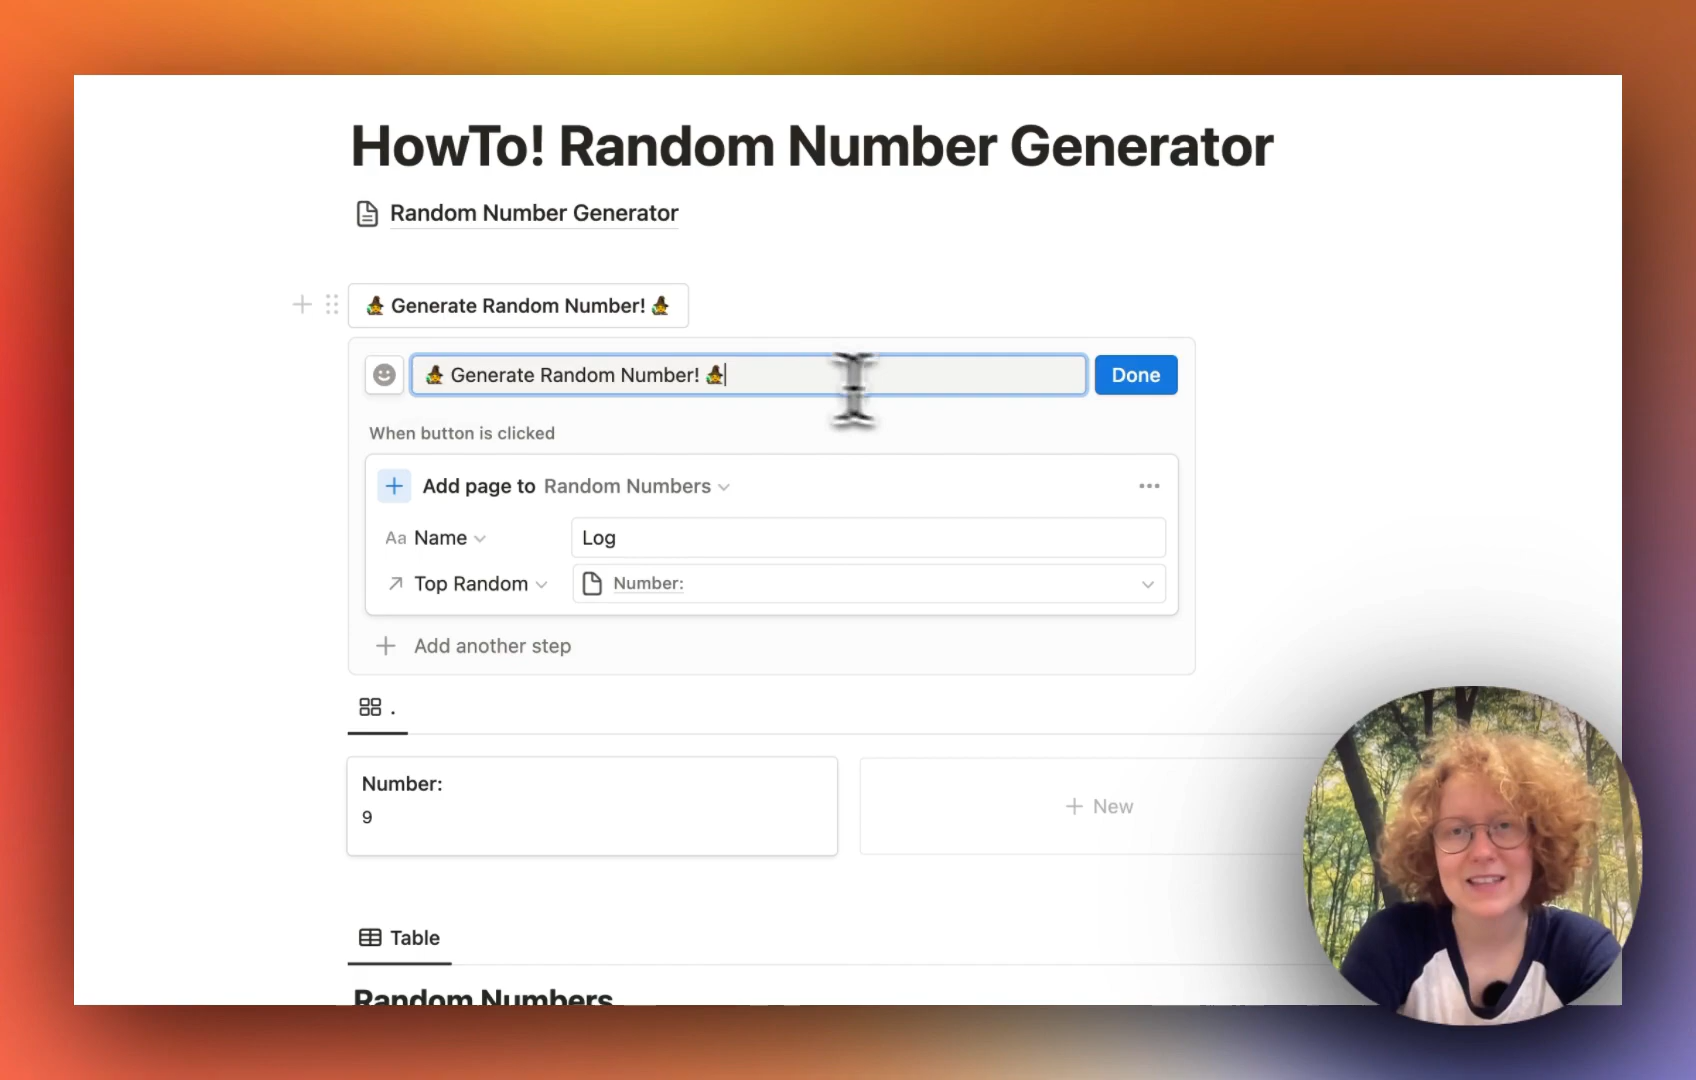 HowTo! Random Number Generator
Random Number Generator
🧙 Generate Random Number! 🧙
🧙 Generate Random Number! 🧙
Done
When button is clicked
Add page to Random Numbers
Aa Name
Log
Top Random
Number:
Add another step
.
Number:
9
New
Table
Random Numbers